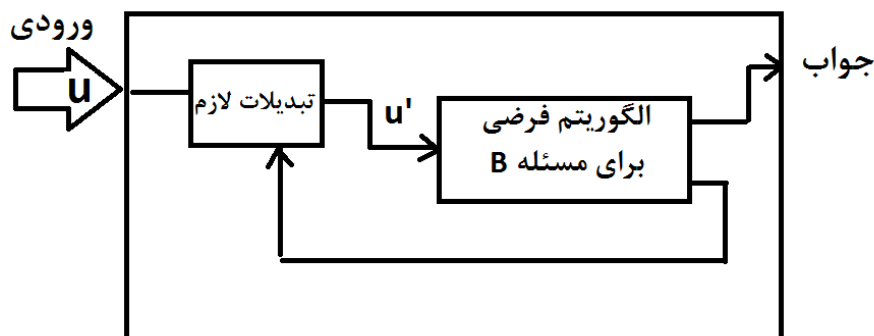 ورودی
u
تبدیلات لازم
u'
الگوریتم فرضی
برای مسئله B
جواب